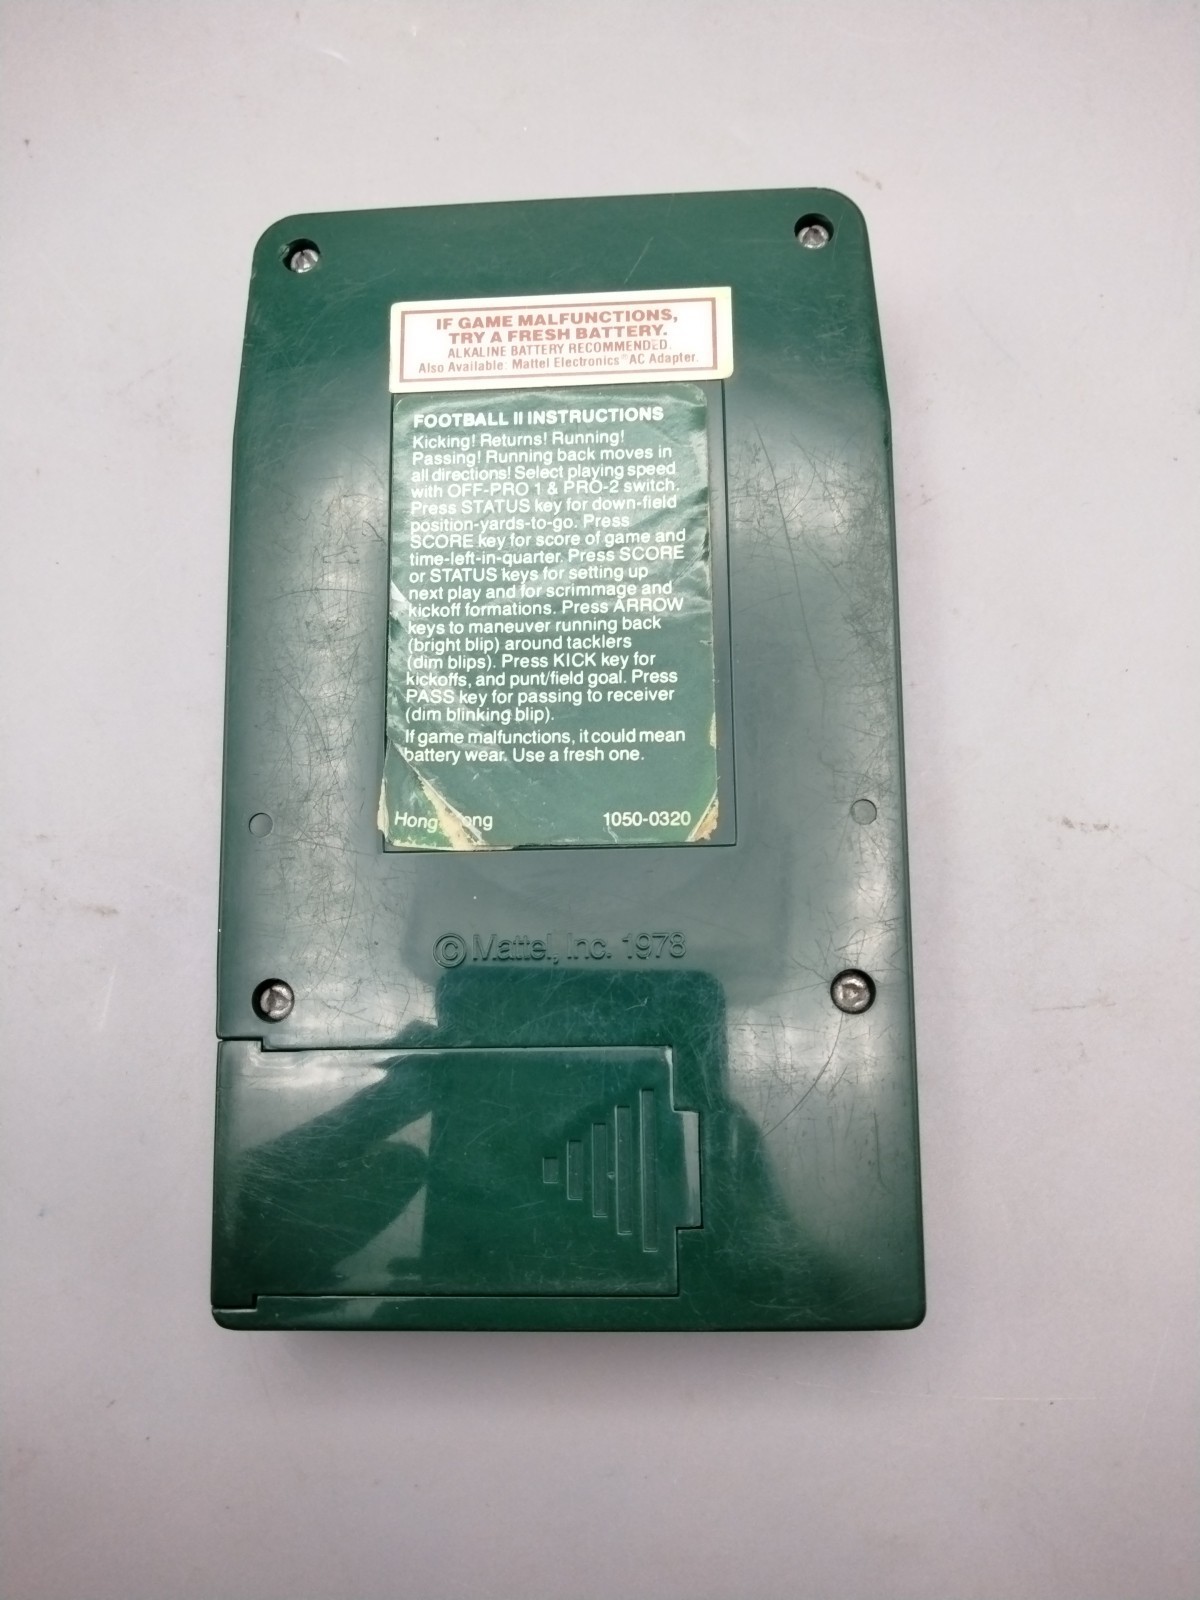 IF GAME MALFUNCTIONS,
TRY A FRESH BATTERY.
ALKALINE BATTERY RECOMMENDED.
Also Available: Mattel Electronics® AC Adapter.
FOOTBALL II INSTRUCTIONS
Kicking! Returns! Running!
Passing! Running back moves in
all directions! Select playing speed
with OFF-PRO 1 & PRO-2 switch.
Press STATUS key for down-field
position-yards-to-go. Press
SCORE key for score of game and
time-left-in-quarter. Press SCORE
or STATUS keys for setting up
next play and for scrimmage and
kickoff formations. Press ARROW
keys to maneuver running back
(bright blip) around tacklers
(dim blips). Press KICK key for
kickoffs, and punt/field goal. Press
PASS key for passing to receiver
(dim blinking blip).
If game malfunctions, it could mean
battery wear. Use a fresh one.
Hong Kong 1050-0320
© Mattel, Inc. 1978